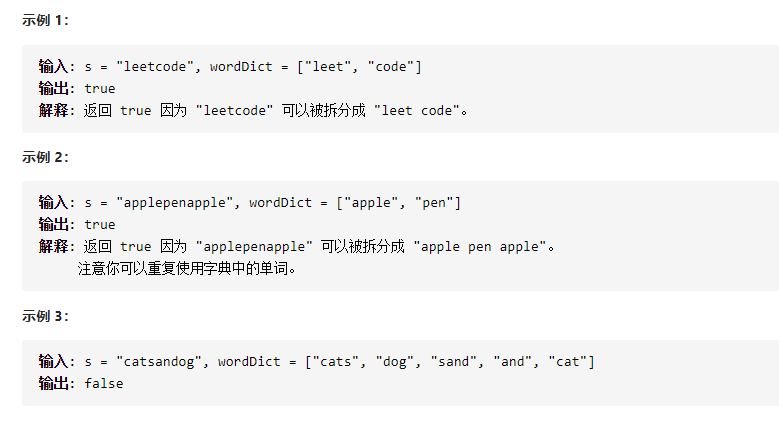 示例 1：
输入: s = "leetcode", wordDict = ["leet", "code"]
输出: true
解释: 返回 true 因为 "leetcode" 可以被拆分成 "leet code"。
示例 2：
输入: s = "applepenapple", wordDict = ["apple", "pen"]
输出: true
解释: 返回 true 因为 "applepenapple" 可以被拆分成 "apple pen apple"。
注意你可以重复使用字典中的单词。
示例 3：
输入: s = "catsandog", wordDict = ["cats", "dog", "sand", "and", "cat"]
输出: false